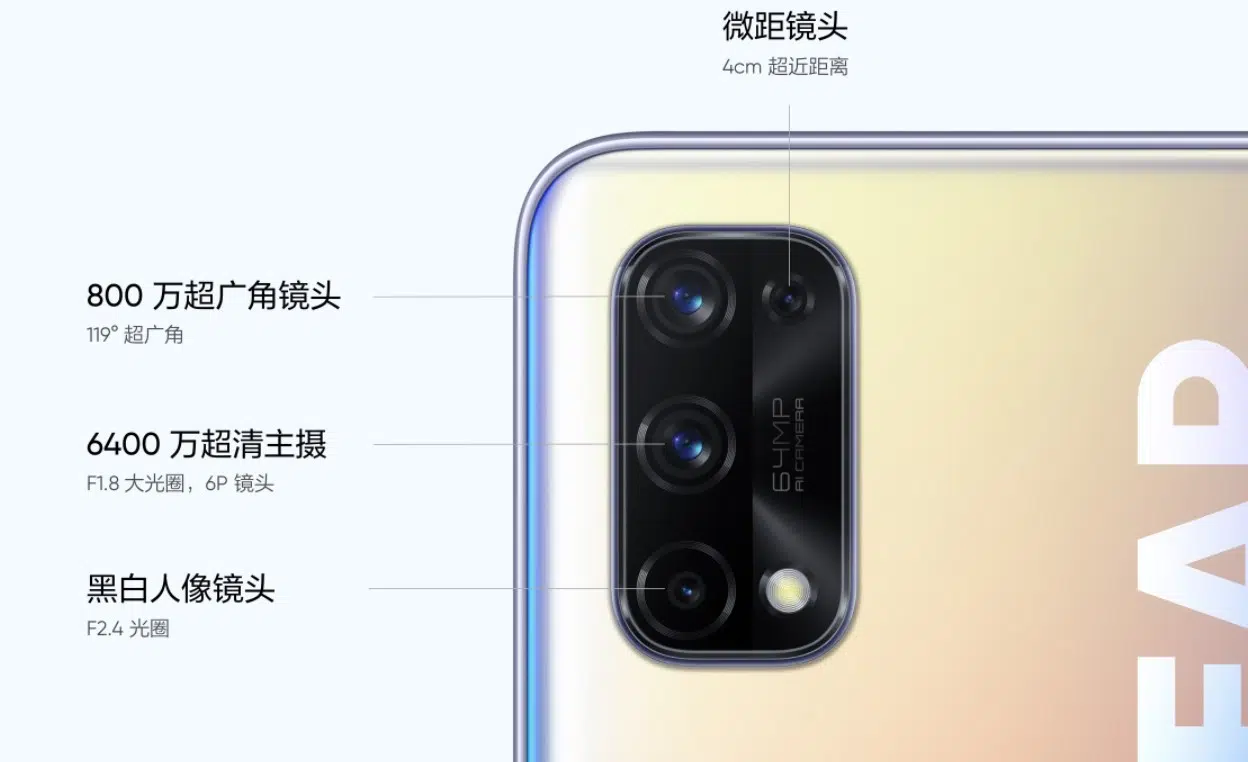 微距镜头
4cm 超近距离
800 万超广角镜头
119° 超广角
6400 万超清主摄
F1.8 大光圈，6P 镜头
黑白人像镜头
F2.4 光圈
64MP
AI CAMERA
EAD